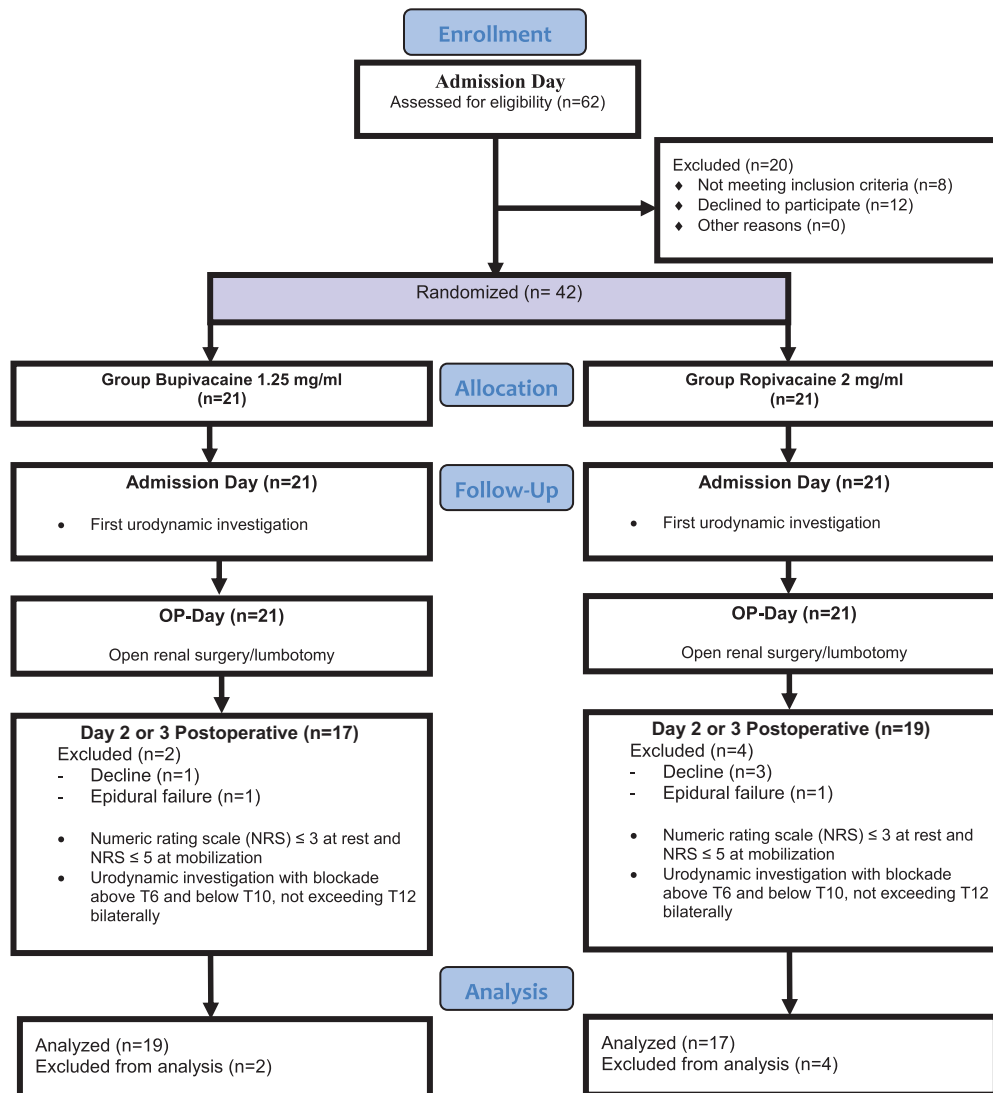 Enrollment
Admission Day
Assessed for eligibility (n=62)
Excluded (n=20)
♦ Not meeting inclusion criteria (n=8)
♦ Declined to participate (n=12)
♦ Other reasons (n=0)
Randomized (n= 42)
Group Bupivacaine 1.25 mg/ml
(n=21)
Allocation
Group Ropivacaine 2 mg/ml
(n=21)
Admission Day (n=21)
• First urodynamic investigation
Follow-Up
Admission Day (n=21)
• First urodynamic investigation
OP-Day (n=21)
Open renal surgery/lumbotomy
OP-Day (n=21)
Open renal surgery/lumbotomy
Day 2 or 3 Postoperative (n=17)
Excluded (n=2)
- Decline (n=1)
- Epidural failure (n=1)
• Numeric rating scale (NRS) ≤ 3 at rest and
NRS ≤ 5 at mobilization
• Urodynamic investigation with blockade
above T6 and below T10, not exceeding T12
bilaterally
Day 2 or 3 Postoperative (n=19)
Excluded (n=4)
- Decline (n=3)
- Epidural failure (n=1)
• Numeric rating scale (NRS) ≤ 3 at rest and
NRS ≤ 5 at mobilization
• Urodynamic investigation with blockade
above T6 and below T10, not exceeding T12
bilaterally
Analysis
Analyzed (n=19)
Excluded from analysis (n=2)
Analyzed (n=17)
Excluded from analysis (n=4)